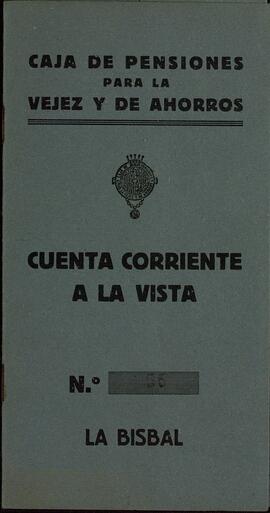 CAJA DE PENSIONES
PARA LA
VEJEZ Y DE AHORROS
CUENTA CORRIENTE
A LA VISTA
N.º
LA BISBAL